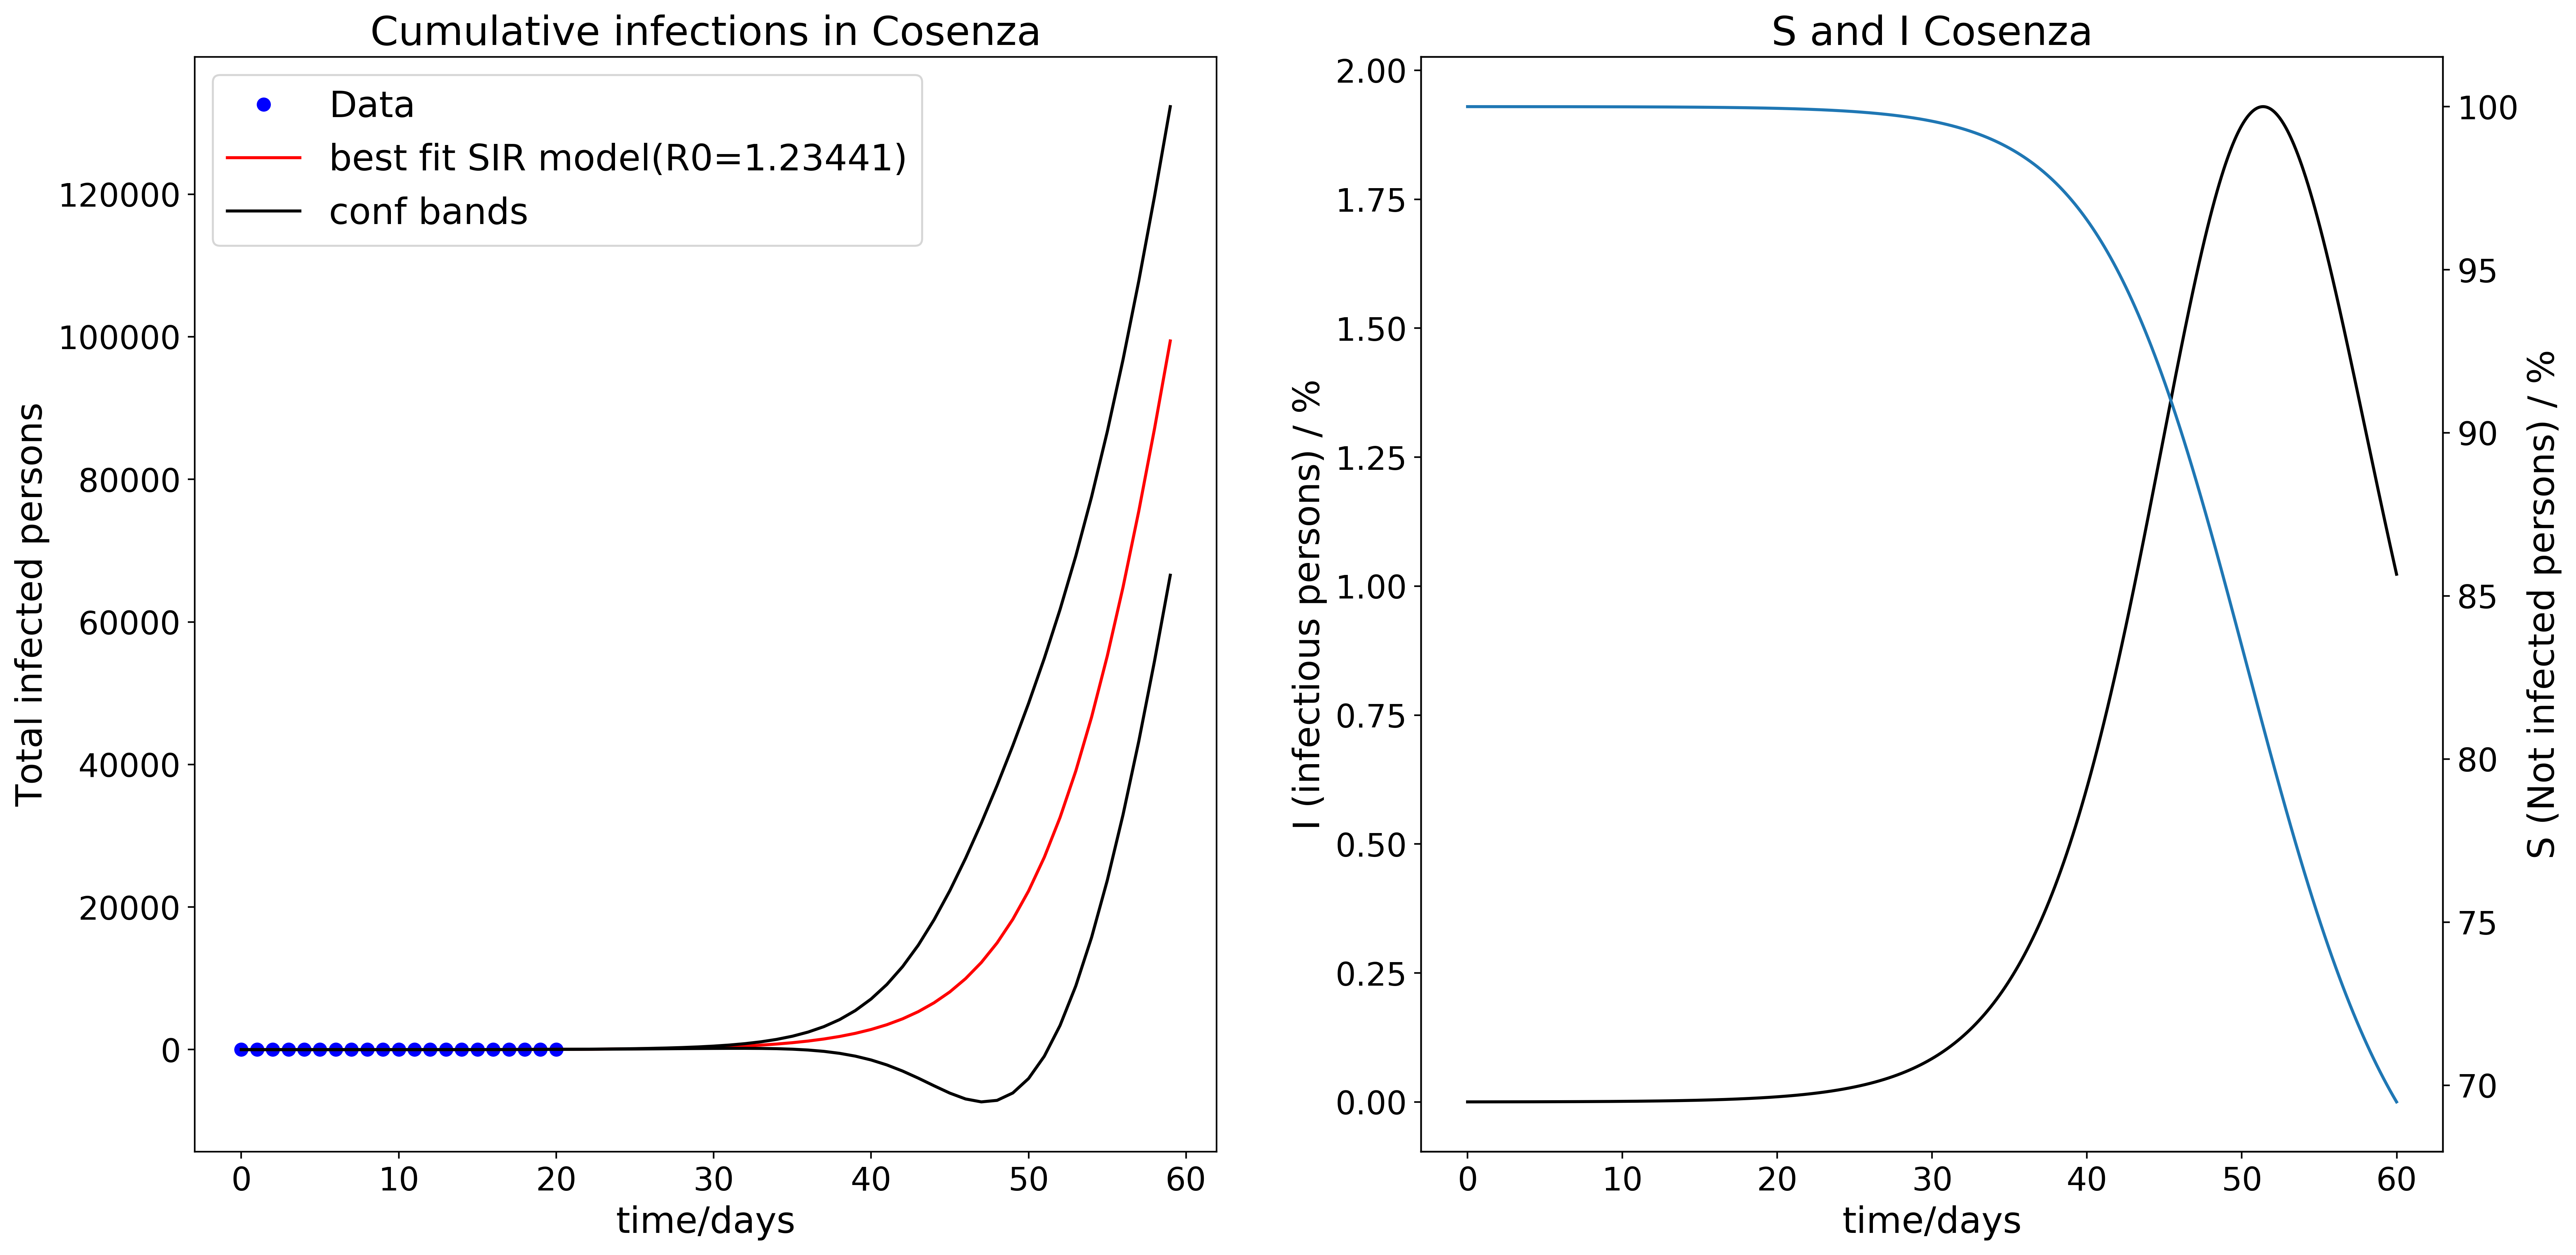 Cumulative infections in Cosenza
Data
best fit SIR model(R0=1.23441)
conf bands
Total infected persons
120000
100000
80000
60000
40000
20000
0
0 10 20 30 40 50 60
time/days
S and I Cosenza
I (infectious persons) / %
2.00
1.75
1.50
1.25
1.00
0.75
0.50
0.25
0.00
0 10 20 30 40 50 60
time/days
100
95
90
85
80
75
70
S (Not infected persons) / %